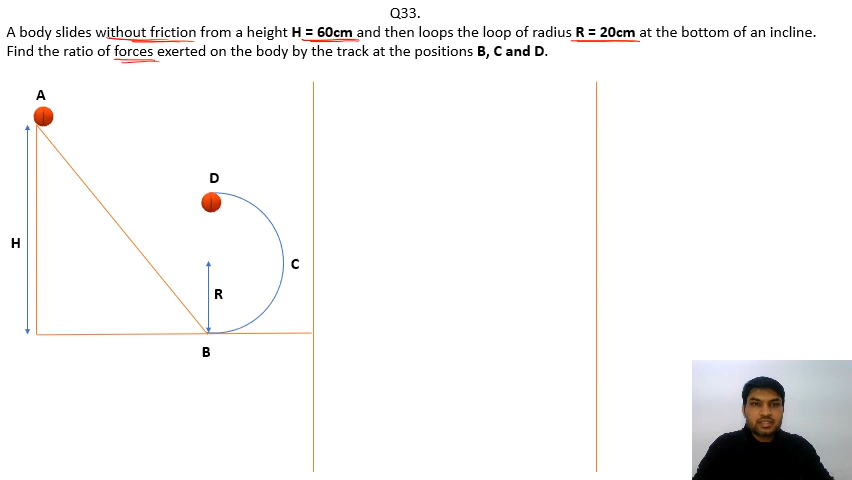 Q33.
A body slides without friction from a height H = 60cm and then loops the loop of radius R = 20cm at the bottom of an incline.
Find the ratio of forces exerted on the body by the track at the positions B, C and D.
A
D
H
C
R
B